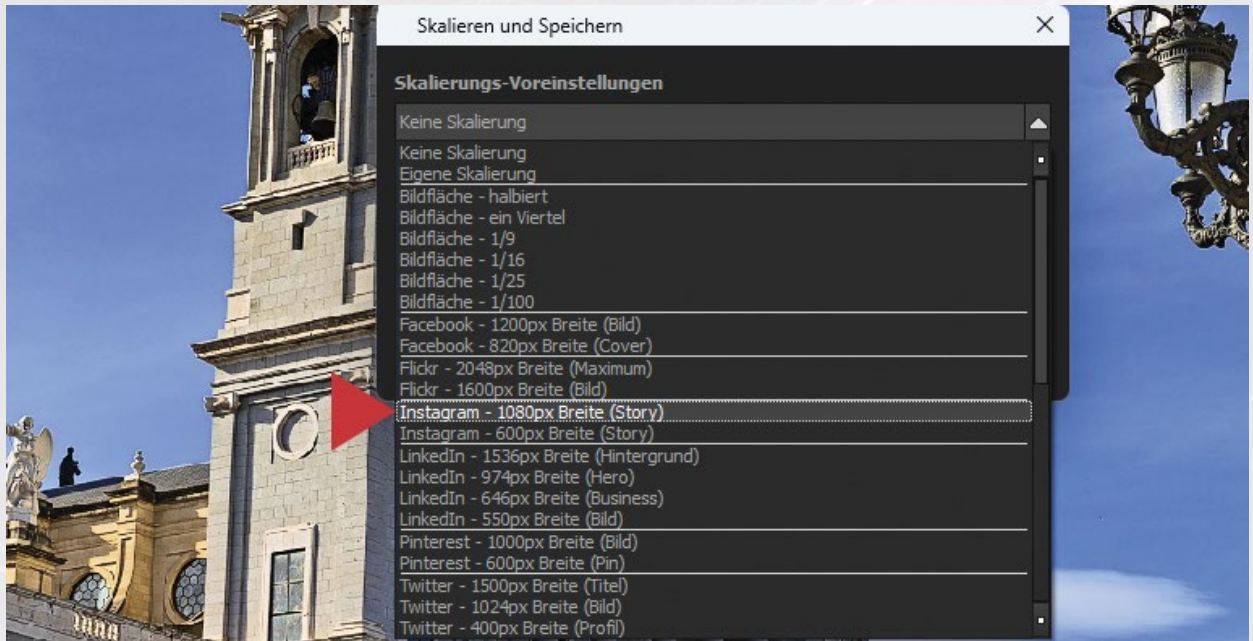 Skalieren und Speichern
Skalierungs-Voreinstellungen
Keine Skalierung
Keine Skalierung
Eigene Skalierung
Bildfläche - halbiert
Bildfläche - ein Viertel
Bildfläche - 1/9
Bildfläche - 1/16
Bildfläche - 1/25
Bildfläche - 1/100
Facebook - 1200px Breite (Bild)
Facebook - 820px Breite (Cover)
Flickr - 2048px Breite (Maximum)
Flickr - 1600px Breite (Bild)
Instagram - 1080px Breite (Story)
Instagram - 600px Breite (Story)
LinkedIn - 1536px Breite (Hintergrund)
LinkedIn - 974px Breite (Hero)
LinkedIn - 646px Breite (Business)
LinkedIn - 550px Breite (Bild)
Pinterest - 1000px Breite (Bild)
Pinterest - 600px Breite (Pin)
Twitter - 1500px Breite (Titel)
Twitter - 1024px Breite (Bild)
Twitter - 400px Breite (Profil)